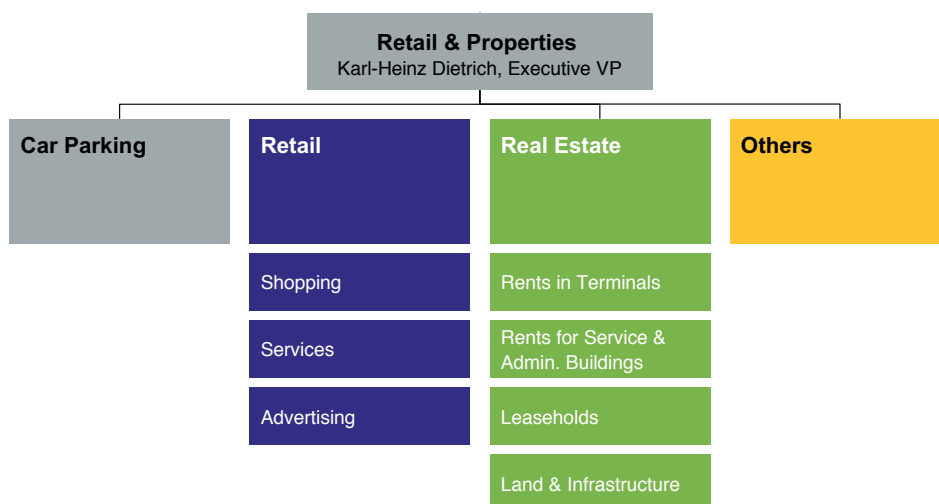 Retail & Properties
Karl-Heinz Dietrich, Executive VP
Car Parking
Retail
Real Estate
Others
Shopping
Rents in Terminals
Services
Rents for Service &
Admin. Buildings
Advertising
Leaseholds
Land & Infrastructure